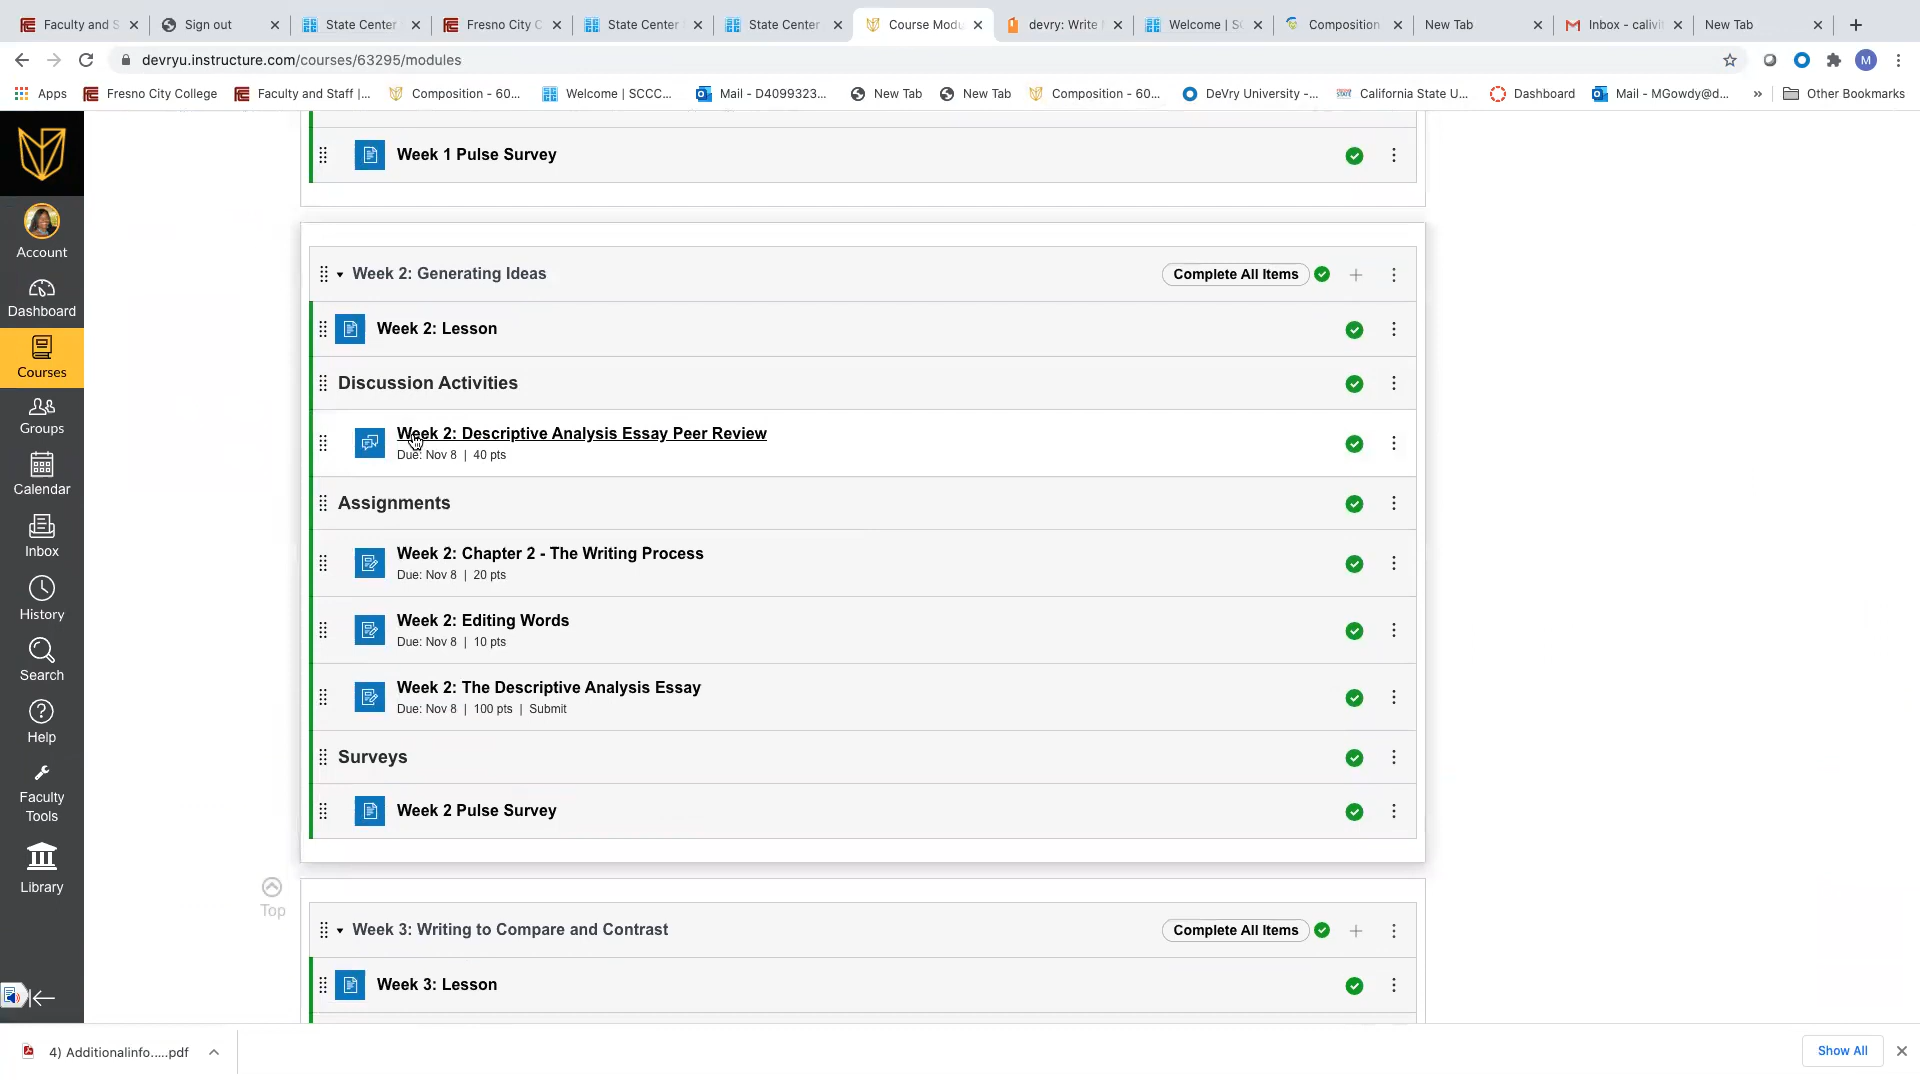 Faculty and S
Sign out
State Center
Fresno City C
State Center
State Center
Course Modu
devry: Write
Welcome | SC
Composition
New Tab
Inbox - calivi
New Tab
devryu.instructure.com/courses/63295/modules
M
Apps
Fresno City College
Faculty and Staff |...
Composition - 60...
Welcome | SCCC...
Mail - D4099323...
New Tab
New Tab
Composition - 60...
DeVry University -...
California State U...
Dashboard
Mail - MGowdy@d...
Other Bookmarks
Account
Dashboard
Courses
Groups
Calendar
Inbox
History
Search
Help
Faculty
Tools
Library
Week 1 Pulse Survey
Week 2: Generating Ideas
Complete All Items
Week 2: Lesson
Discussion Activities
Week 2: Descriptive Analysis Essay Peer Review
Due: Nov 8 | 40 pts
Assignments
Week 2: Chapter 2 - The Writing Process
Due: Nov 8 | 20 pts
Week 2: Editing Words
Due: Nov 8 | 10 pts
Week 2: The Descriptive Analysis Essay
Due: Nov 8 | 100 pts | Submit
Surveys
Week 2 Pulse Survey
Top
Week 3: Writing to Compare and Contrast
Complete All Items
Week 3: Lesson
4) Additionalinfo.....pdf
Show All